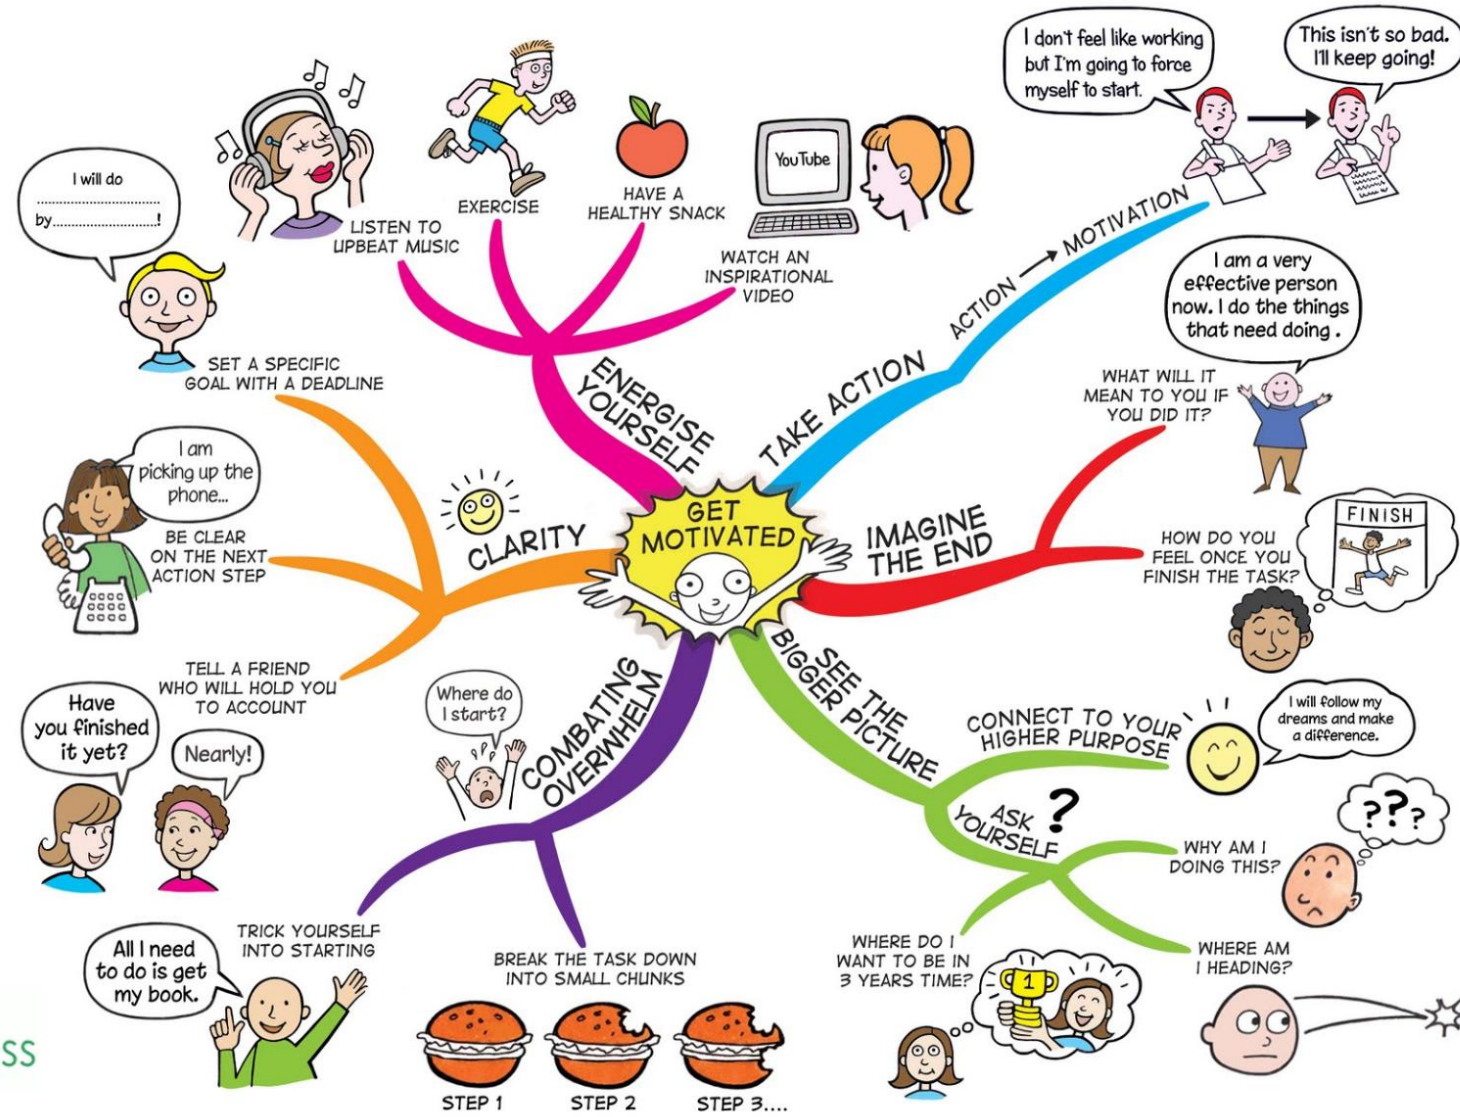 GET
MOTIVATED
TAKE ACTION
ACTION → MOTIVATION
I don't feel like working
but I'm going to force
myself to start.
This isn't so bad.
I'll keep going!
IMAGINE
THE END
WHAT WILL IT
MEAN TO YOU IF
YOU DID IT?
I am a very
effective person
now. I do the things
that need doing .
HOW DO YOU
FEEL ONCE YOU
FINISH THE TASK?
FINISH
SEE THE
BIGGER PICTURE
CONNECT TO YOUR
HIGHER PURPOSE
I will follow my
dreams and make
a difference.
ASK
YOURSELF
?
WHY AM I
DOING THIS?
???
WHERE AM
I HEADING?
WHERE DO I
WANT TO BE IN
3 YEARS TIME?
1
COMBATING
OVERWHELM
Where do
I start?
BREAK THE TASK DOWN
INTO SMALL CHUNKS
STEP 1
STEP 2
STEP 3....
TRICK YOURSELF
INTO STARTING
All I need
to do is get
my book.
CLARITY
TELL A FRIEND
WHO WILL HOLD YOU
TO ACCOUNT
Have
you finished
it yet?
Nearly!
BE CLEAR
ON THE NEXT
ACTION STEP
I am
picking up the
phone...
SET A SPECIFIC
GOAL WITH A DEADLINE
I will do
..............................
by..........................!
ENERGISE
YOURSELF
LISTEN TO
UPBEAT MUSIC
EXERCISE
HAVE A
HEALTHY SNACK
WATCH AN
INSPIRATIONAL
VIDEO
YouTube
ss